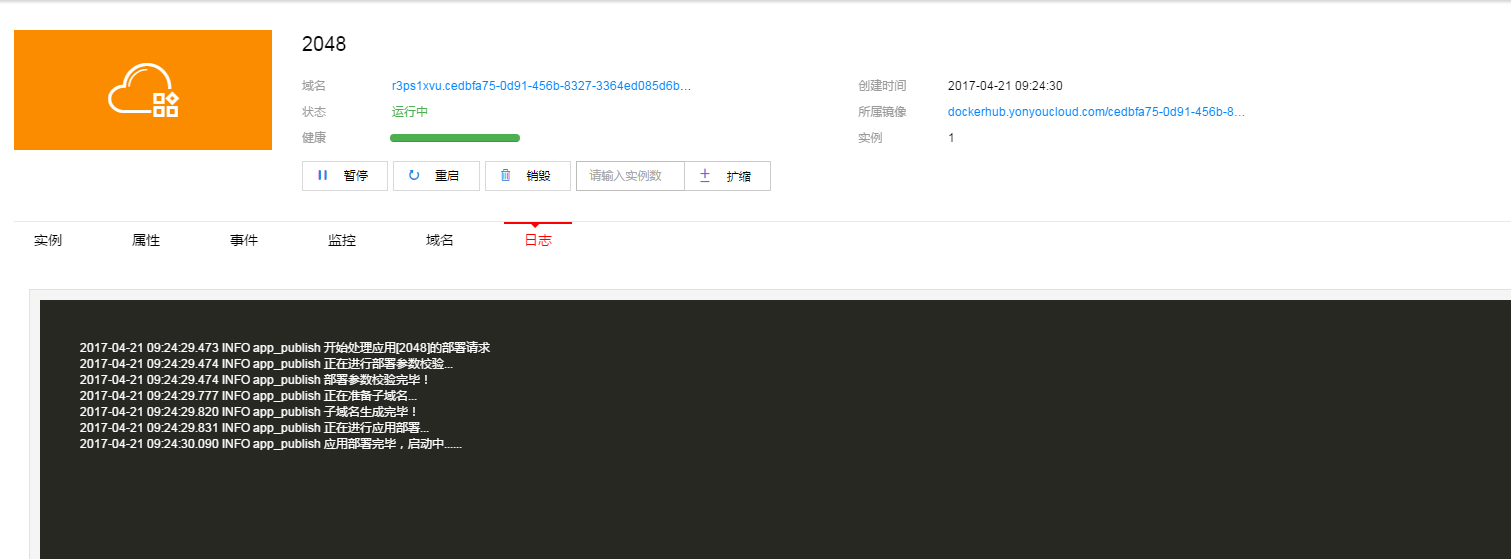 2048
域名 r3ps1xvu.cedbfa75-0d91-456b-8327-3364ed085d6b... 创建时间 2017-04-21 09:24:30
状态 运行中 所属镜像 dockerhub.yonyoucloud.com/cedbfa75-0d91-456b-8...
健康 实例 1
暂停 重启 销毁 请输入实例数 扩缩
实例 属性 事件 监控 域名 日志
2017-04-21 09:24:29.473 INFO app_publish 开始处理应用[2048]的部署请求
2017-04-21 09:24:29.474 INFO app_publish 正在进行部署参数校验...
2017-04-21 09:24:29.474 INFO app_publish 部署参数校验完毕！
2017-04-21 09:24:29.777 INFO app_publish 正在准备子域名...
2017-04-21 09:24:29.820 INFO app_publish 子域名生成完毕！
2017-04-21 09:24:29.831 INFO app_publish 正在进行应用部署...
2017-04-21 09:24:30.090 INFO app_publish 应用部署完毕，启动中......